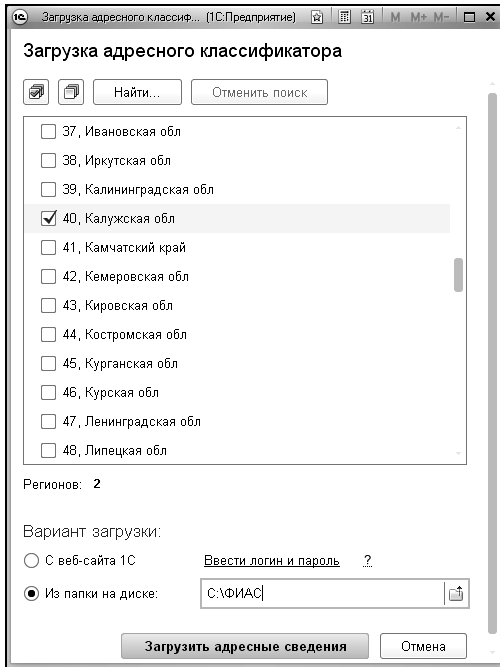 1С Загрузка адресного классиф... (1С:Предприятие) 31 M M+ M-
Загрузка адресного классификатора
Найти... Отменить поиск
37, Ивановская обл
38, Иркутская обл
39, Калининградская обл
40, Калужская обл
41, Камчатский край
42, Кемеровская обл
43, Кировская обл
44, Костромская обл
45, Курганская обл
46, Курская обл
47, Ленинградская обл
48, Липецкая обл
Регионов: 2
Вариант загрузки:
С веб-сайта 1С Ввести логин и пароль ?
Из папки на диске: C:\ФИАС
Загрузить адресные сведения Отмена